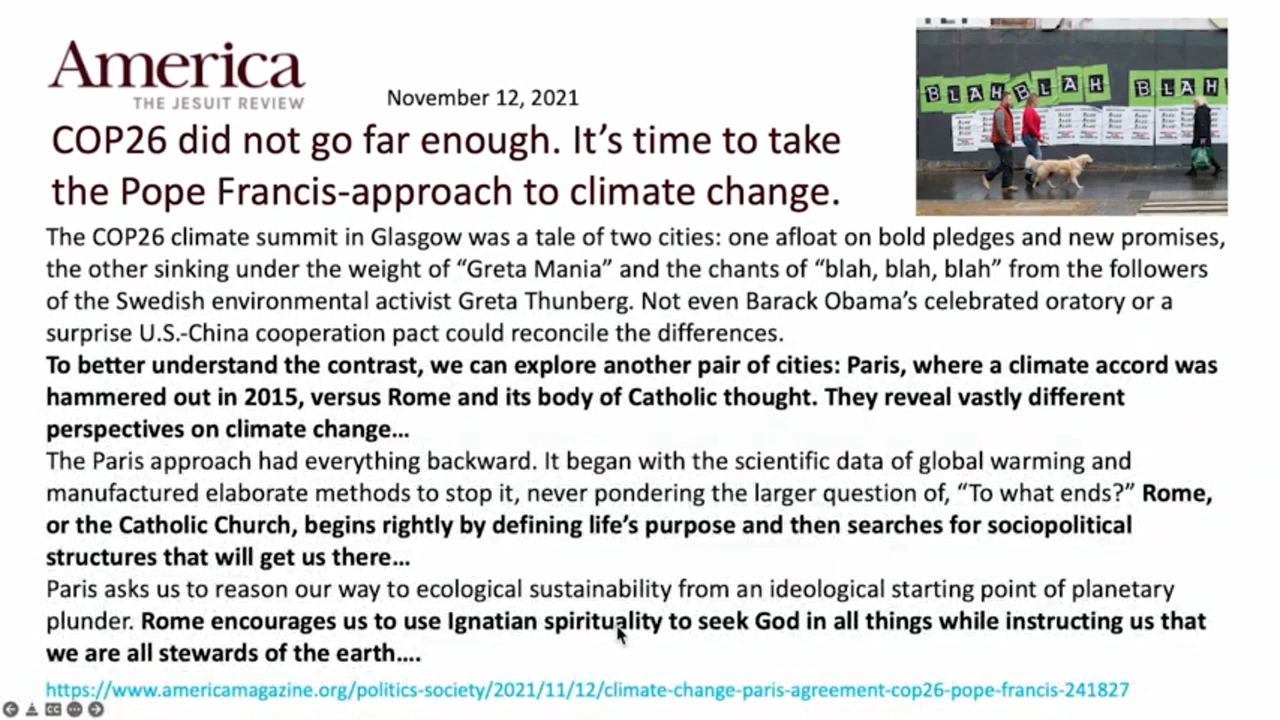 America
THE JESUIT REVIEW
November 12, 2021
BLAH BLAH BLAH
COP26 did not go far enough. It’s time to take
the Pope Francis-approach to climate change.
The COP26 climate summit in Glasgow was a tale of two cities: one afloat on bold pledges and new promises,
the other sinking under the weight of “Greta Mania” and the chants of “blah, blah, blah” from the followers
of the Swedish environmental activist Greta Thunberg. Not even Barack Obama’s celebrated oratory or a
surprise U.S.-China cooperation pact could reconcile the differences.
To better understand the contrast, we can explore another pair of cities: Paris, where a climate accord was
hammered out in 2015, versus Rome and its body of Catholic thought. They reveal vastly different
perspectives on climate change…
The Paris approach had everything backward. It began with the scientific data of global warming and
manufactured elaborate methods to stop it, never pondering the larger question of, “To what ends?” Rome,
or the Catholic Church, begins rightly by defining life’s purpose and then searches for sociopolitical
structures that will get us there…
Paris asks us to reason our way to ecological sustainability from an ideological starting point of planetary
plunder. Rome encourages us to use Ignatian spirituality to seek God in all things while instructing us that
we are all stewards of the earth….
https://www.americamagazine.org/politics-society/2021/11/12/climate-change-paris-agreement-cop26-pope-francis-241827